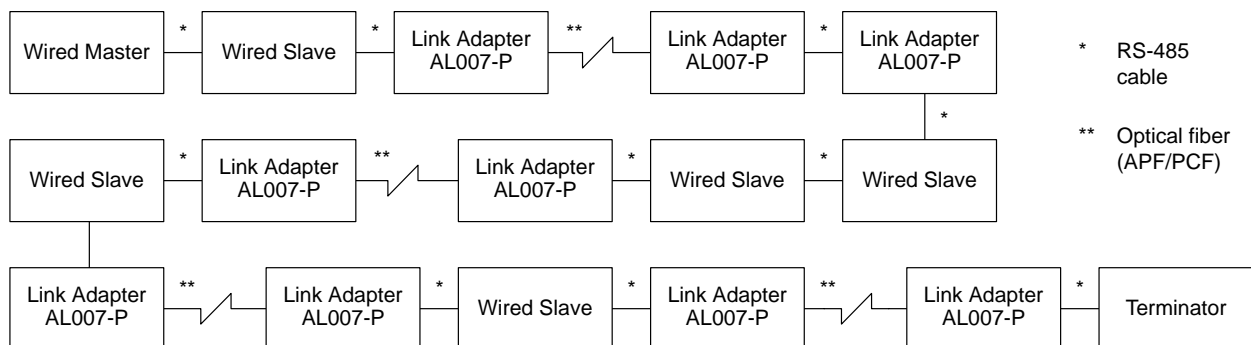 Wired Master
*
Wired Slave
*
Link Adapter
AL007-P
**
Link Adapter
AL007-P
*
Link Adapter
AL007-P
* RS-485
cable
*
** Optical fiber
(APF/PCF)
Wired Slave
*
Link Adapter
AL007-P
**
Link Adapter
AL007-P
*
Wired Slave
*
Wired Slave
Link Adapter
AL007-P
**
Link Adapter
AL007-P
*
Wired Slave
*
Link Adapter
AL007-P
**
Link Adapter
AL007-P
*
Terminator